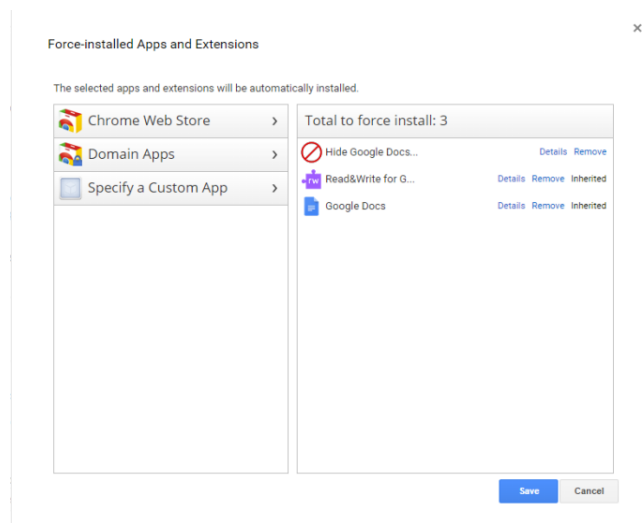 ×
Force-installed Apps and Extensions
The selected apps and extensions will be automatically installed.
Chrome Web Store >
Domain Apps >
Specify a Custom App >
Total to force install: 3
Hide Google Docs... Details Remove
rw Read&Write for G... Details Remove Inherited
Google Docs Details Remove Inherited
Save Cancel